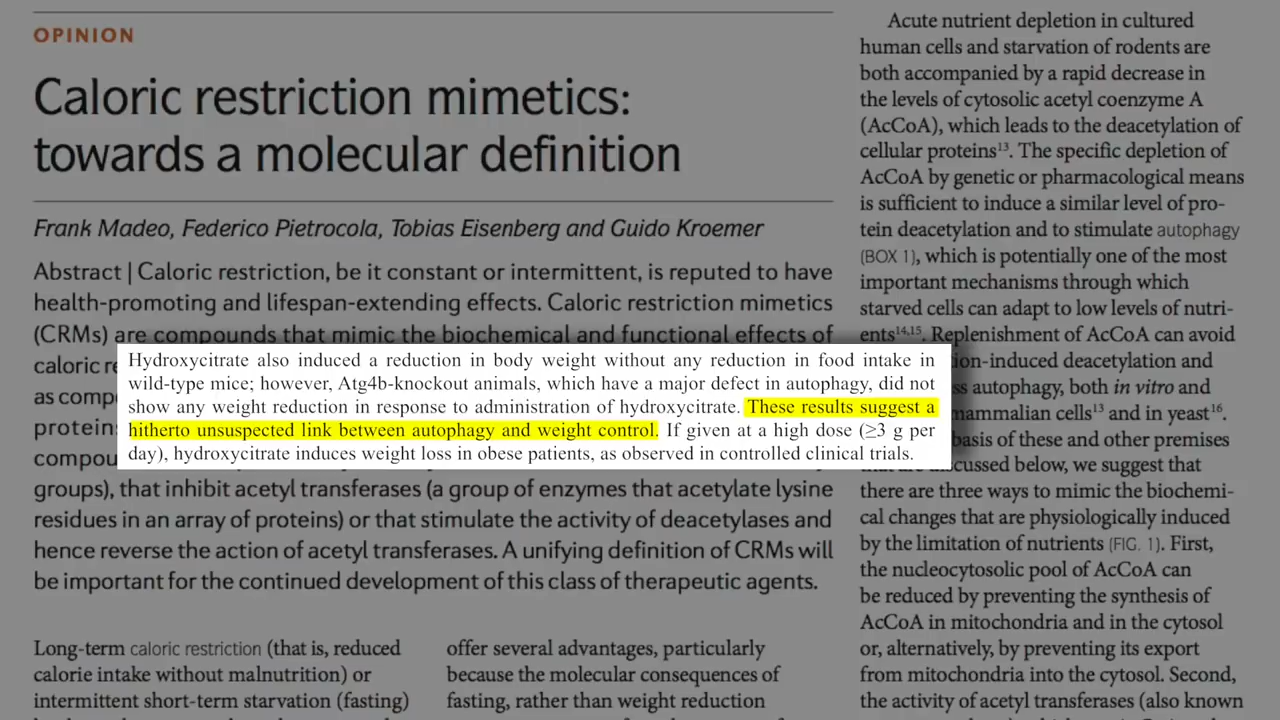 OPINION
Caloric restriction mimetics:
towards a molecular definition
Frank Madeo, Federico Pietrocola, Tobias Eisenberg and Guido Kroemer
Abstract | Caloric restriction, be it constant or intermittent, is reputed to have
health-promoting and lifespan-extending effects. Caloric restriction mimetics
(CRMs) are compounds that mimic the biochemical and functional effects of
caloric
as
proteins
groups), that inhibit acetyl transferases (a group of enzymes that acetylate lysine
residues in an array of proteins) or that stimulate the activity of deacetylases and
hence reverse the action of acetyl transferases. A unifying definition of CRMs will
be important for the continued development of this class of therapeutic agents.
Hydroxycitrate also induced a reduction in body weight without any reduction in food intake in
wild-type mice; however, Atg4b-knockout animals, which have a major defect in autophagy, did not
show any weight reduction in response to administration of hydroxycitrate. These results suggest a
hitherto unsuspected link between autophagy and weight control. If given at a high dose (≥3 g per
day), hydroxycitrate induces weight loss in obese patients, as observed in controlled clinical trials.
Long-term caloric restriction (that is, reduced
calorie intake without malnutrition) or
intermittent short-term starvation (fasting)
offer several advantages, particularly
because the molecular consequences of
fasting, rather than weight reduction
Acute nutrient depletion in cultured
human cells and starvation of rodents are
both accompanied by a rapid decrease in
the levels of cytosolic acetyl coenzyme A
(AcCoA), which leads to the deacetylation of
cellular proteins¹³. The specific depletion of
AcCoA by genetic or pharmacological means
is sufficient to induce a similar level of pro-
tein deacetylation and to stimulate autophagy
(BOX 1), which is potentially one of the most
important mechanisms through which
starved cells can adapt to low levels of nutri-
ents¹⁴,¹⁵. Replenishment of AcCoA can avoid
-induced deacetylation and
autophagy, both in vitro and
mammalian cells¹³ and in yeast¹⁶.
basis of these and other premises
discussed below, we suggest that
there are three ways to mimic the biochemi-
cal changes that are physiologically induced
by the limitation of nutrients (FIG. 1). First,
the nucleocytosolic pool of AcCoA can
be reduced by preventing the synthesis of
AcCoA in mitochondria and in the cytosol
or, alternatively, by preventing its export
from mitochondria into the cytosol. Second,
the activity of acetyl transferases (also known